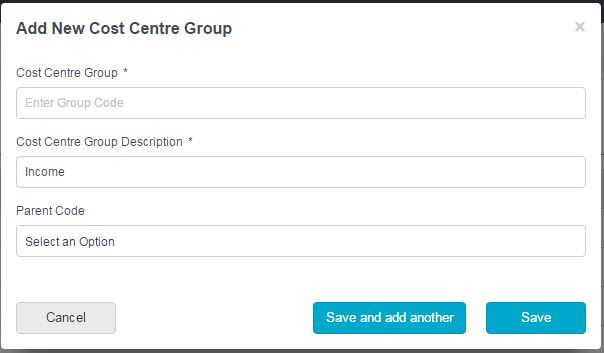 Add New Cost Centre Group ×
Cost Centre Group *
Enter Group Code
Cost Centre Group Description *
Income
Parent Code
Select an Option
Cancel Save and add another Save